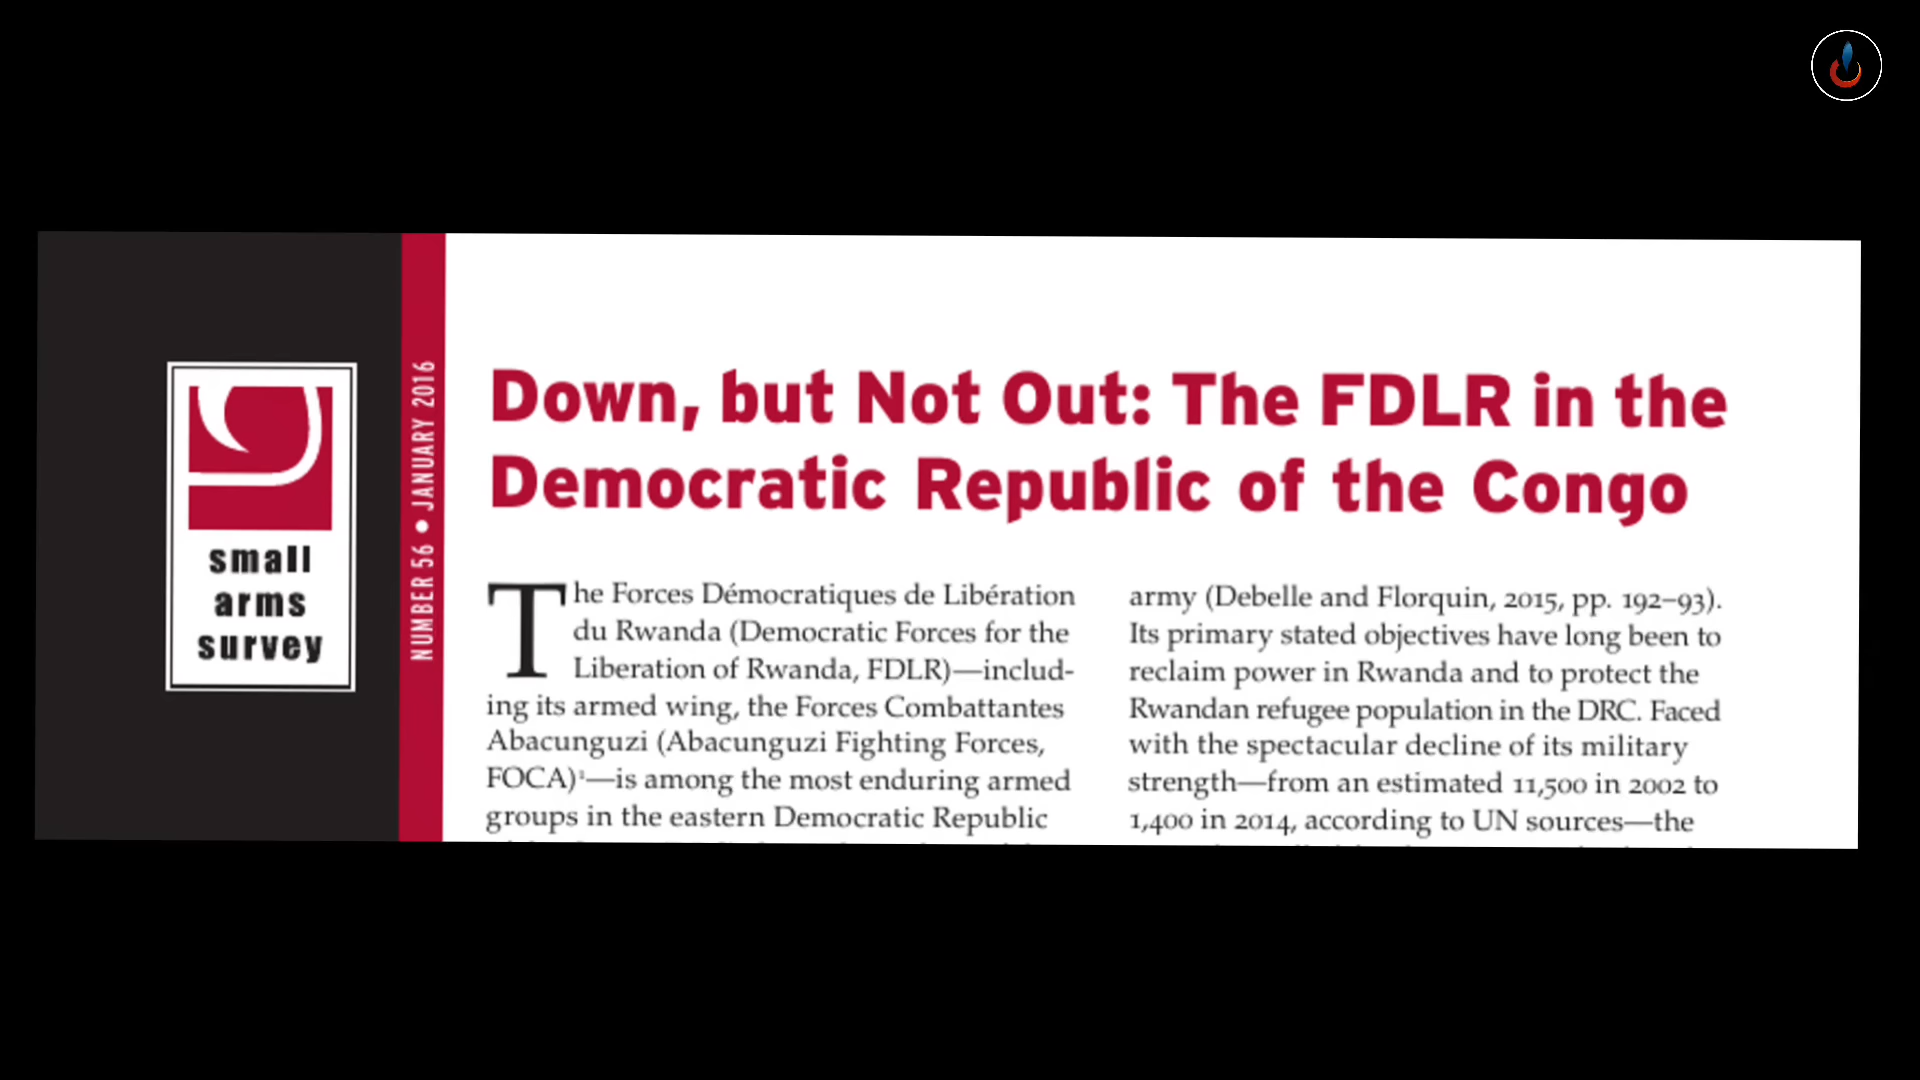 small
arms
survey
NUMBER 56 • JANUARY 2016
Down, but Not Out: The FDLR in the
Democratic Republic of the Congo
The Forces Démocratiques de Libération
du Rwanda (Democratic Forces for the
Liberation of Rwanda, FDLR)—includ-
ing its armed wing, the Forces Combattantes
Abacunguzi (Abacunguzi Fighting Forces,
FOCA)¹—is among the most enduring armed
groups in the eastern Democratic Republic
army (Debelle and Florquin, 2015, pp. 192–93).
Its primary stated objectives have long been to
reclaim power in Rwanda and to protect the
Rwandan refugee population in the DRC. Faced
with the spectacular decline of its military
strength—from an estimated 11,500 in 2002 to
1,400 in 2014, according to UN sources—the